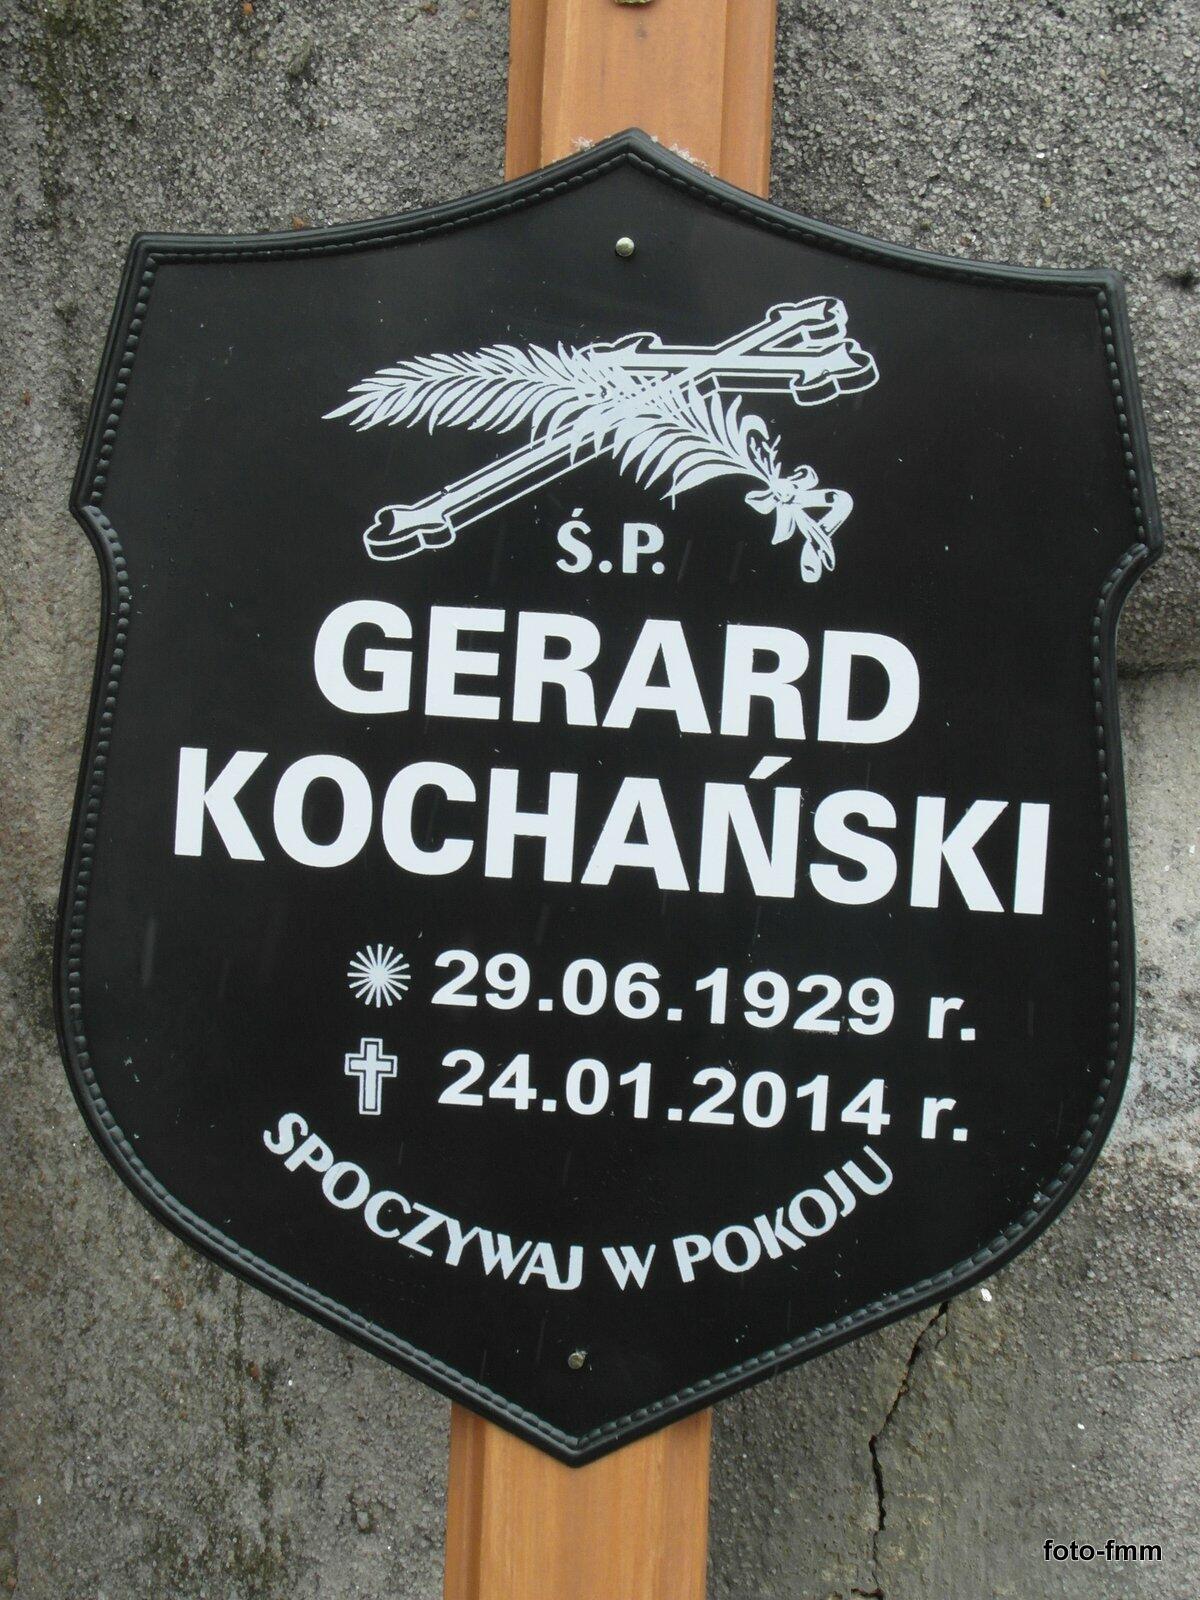 Ś.P.
GERARD
KOCHAŃSKI
29.06.1929 r.
24.01.2014 r.
SPOCZYWAJ W POKOJU
foto-fmm